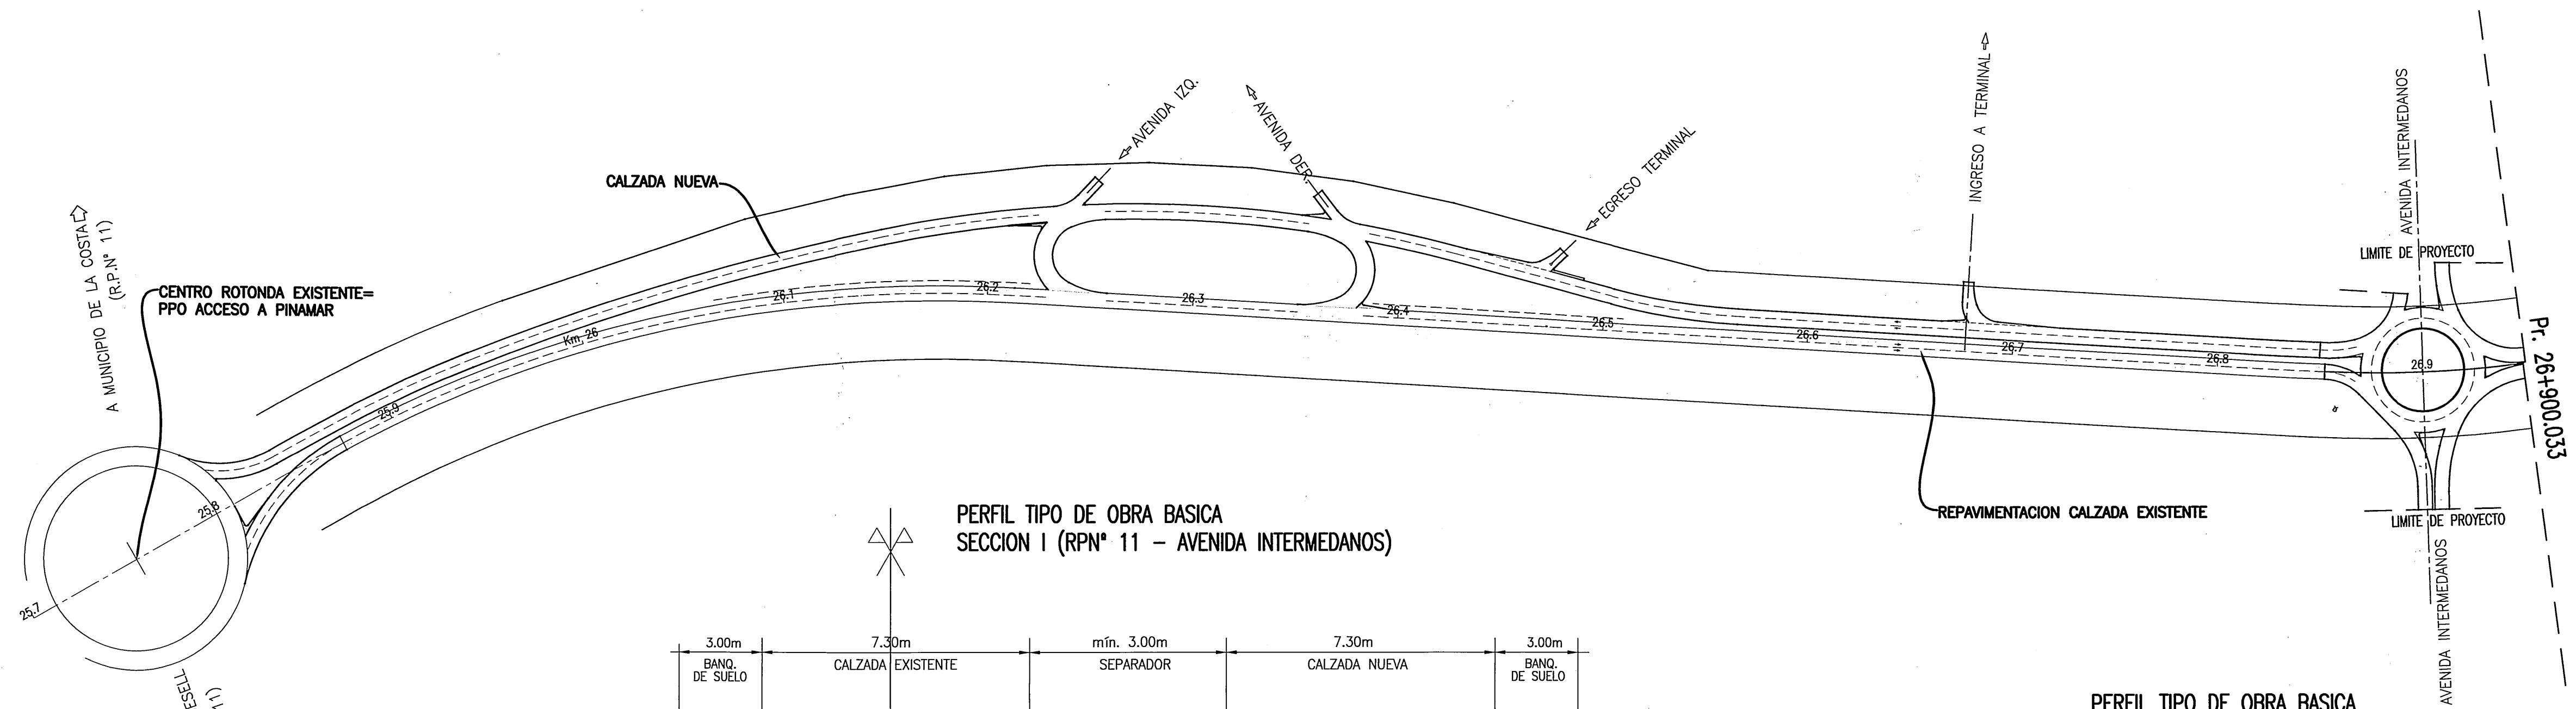 A MUNICIPIO DE LA COSTA
(R.P.Nº 11)
CENTRO ROTONDA EXISTENTE=
PPO ACCESO A PINAMAR
CALZADA NUEVA
AVENIDA IZQ.
AVENIDA DER.
EGRESO TERMINAL
INGRESO A TERMINAL
AVENIDA INTERMEDANOS
LIMITE DE PROYECTO
25.7
25.8
25.9
Km. 26
26.1
26.2
26.3
26.4
26.5
26.6
26.7
26.8
26.9
Pr. 26+900.033
REPAVIMENTACION CALZADA EXISTENTE
LIMITE DE PROYECTO
AVENIDA INTERMEDANOS
ESELL
11)
PERFIL TIPO DE OBRA BASICA
SECCION I (RPNº 11 – AVENIDA INTERMEDANOS)
3.00m
7.30m
mín. 3.00m
7.30m
3.00m
BANQ.
DE SUELO
CALZADA EXISTENTE
SEPARADOR
CALZADA NUEVA
BANQ.
DE SUELO
PERFIL TIPO DE OBRA BASICA